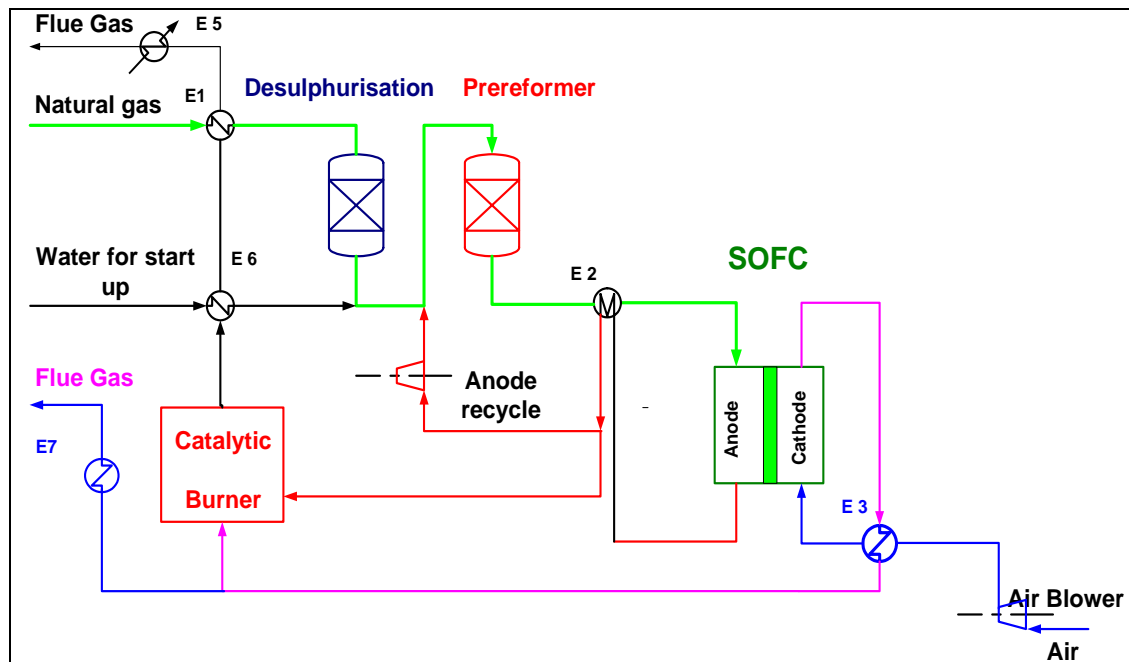 Flue Gas
E 5
E1
Desulphurisation
Prereformer
Natural gas
Water for start
up
E 6
E 2
SOFC
Flue Gas
Anode
recycle
E7
Catalytic
Burner
Anode
Cathode
E 3
Air Blower
Air